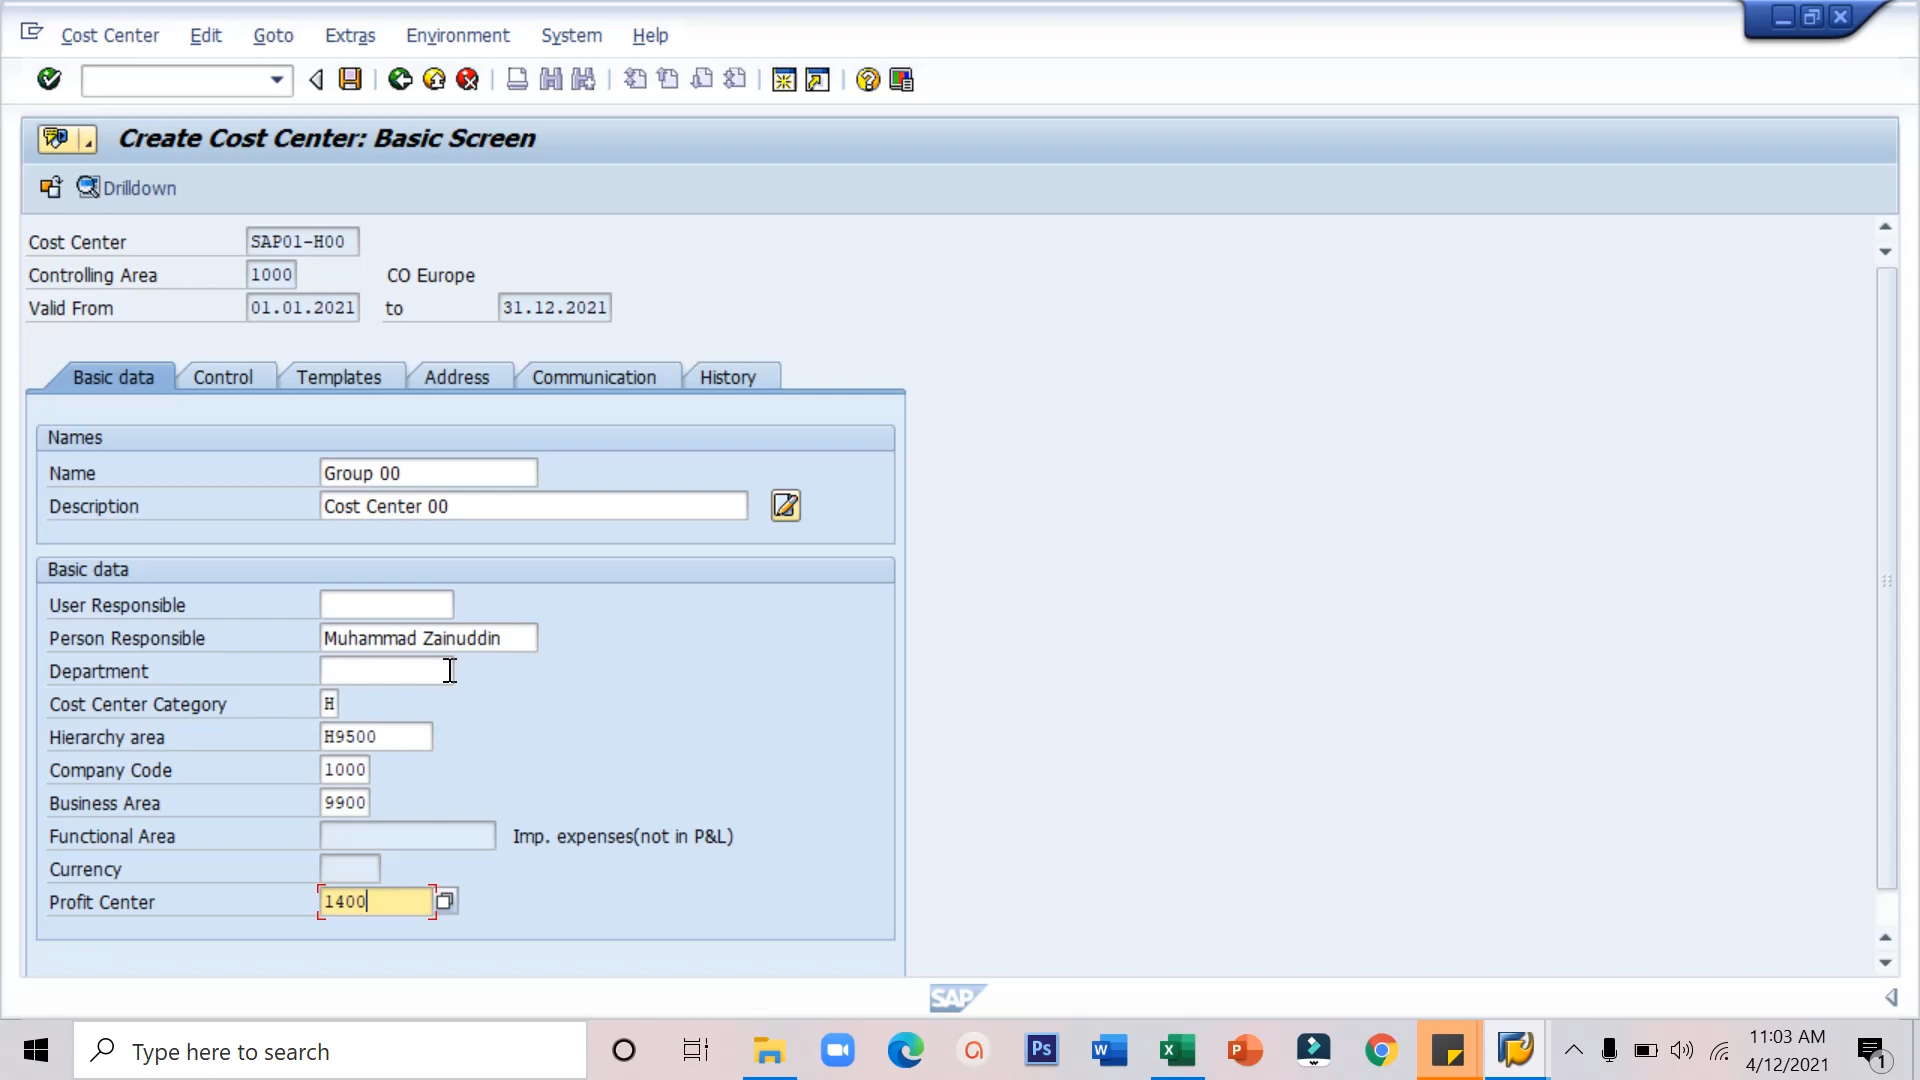 Cost Center Edit Goto Extras Environment System Help
Create Cost Center: Basic Screen
Drilldown
Cost Center SAP01-H00
Controlling Area 1000 CO Europe
Valid From 01.01.2021 to 31.12.2021
Basic data Control Templates Address Communication History
Names
Name Group 00
Description Cost Center 00
Basic data
User Responsible
Person Responsible Muhammad Zainuddin
Department
Cost Center Category H
Hierarchy area H9500
Company Code 1000
Business Area 9900
Functional Area Imp. expenses(not in P&L)
Currency
Profit Center 1400
SAP
Type here to search Ps W X P 11:03 AM
4/12/2021 1